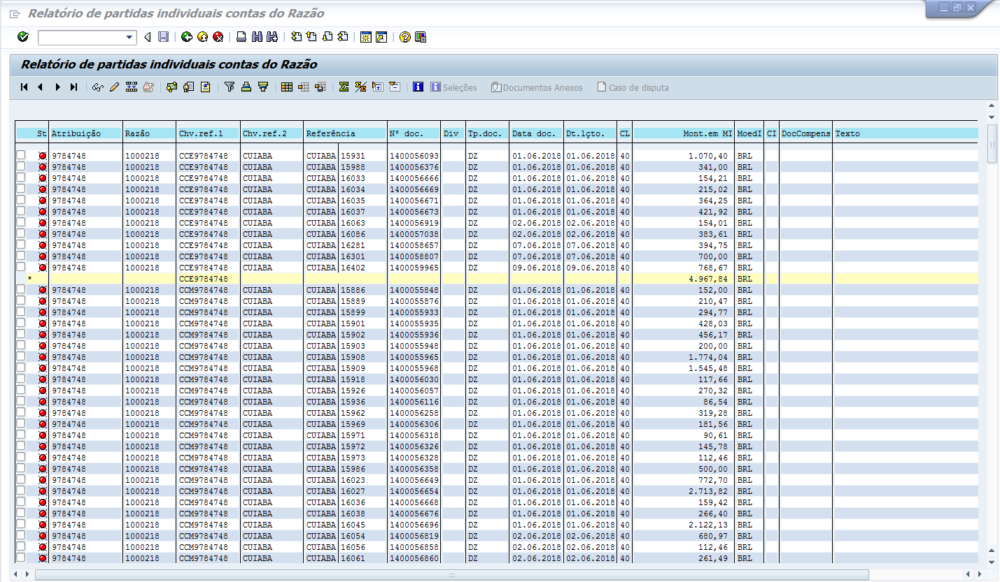 Relatório de partidas individuais contas do Razão
Relatório de partidas individuais contas do Razão
Seleções Documentos Anexos Caso de disputa
St Atribuição Razão Chv.ref.1 Chv.ref.2 Referência Nº doc. Div Tp.doc. Data doc. Dt.lçto. CL Mont.em MI MoedI CI DocCompens Texto
9784748 1000218 CCE9784748 CUIABA CUIABA 15931 1400056093 DZ 01.06.2018 01.06.2018 40 1.070,40 BRL
9784748 1000218 CCE9784748 CUIABA CUIABA 15988 1400056376 DZ 01.06.2018 01.06.2018 40 341,00 BRL
9784748 1000218 CCE9784748 CUIABA CUIABA 16033 1400056666 DZ 01.06.2018 01.06.2018 40 154,21 BRL
9784748 1000218 CCE9784748 CUIABA CUIABA 16034 1400056669 DZ 01.06.2018 01.06.2018 40 215,02 BRL
9784748 1000218 CCE9784748 CUIABA CUIABA 16035 1400056671 DZ 01.06.2018 01.06.2018 40 364,25 BRL
9784748 1000218 CCE9784748 CUIABA CUIABA 16037 1400056673 DZ 01.06.2018 01.06.2018 40 421,92 BRL
9784748 1000218 CCE9784748 CUIABA CUIABA 16063 1400056919 DZ 02.06.2018 02.06.2018 40 154,01 BRL
9784748 1000218 CCE9784748 CUIABA CUIABA 16086 1400057038 DZ 02.06.2018 02.06.2018 40 383,61 BRL
9784748 1000218 CCE9784748 CUIABA CUIABA 16281 1400058657 DZ 07.06.2018 07.06.2018 40 394,75 BRL
9784748 1000218 CCE9784748 CUIABA CUIABA 16301 1400058807 DZ 07.06.2018 07.06.2018 40 700,00 BRL
9784748 1000218 CCE9784748 CUIABA CUIABA 16402 1400059965 DZ 09.06.2018 09.06.2018 40 768,67 BRL
* CCE9784748 4.967,84 BRL
9784748 1000218 CCM9784748 CUIABA CUIABA 15886 1400055848 DZ 01.06.2018 01.06.2018 40 152,00 BRL
9784748 1000218 CCM9784748 CUIABA CUIABA 15889 1400055876 DZ 01.06.2018 01.06.2018 40 210,47 BRL
9784748 1000218 CCM9784748 CUIABA CUIABA 15899 1400055933 DZ 01.06.2018 01.06.2018 40 294,77 BRL
9784748 1000218 CCM9784748 CUIABA CUIABA 15901 1400055935 DZ 01.06.2018 01.06.2018 40 428,03 BRL
9784748 1000218 CCM9784748 CUIABA CUIABA 15902 1400055936 DZ 01.06.2018 01.06.2018 40 456,17 BRL
9784748 1000218 CCM9784748 CUIABA CUIABA 15903 1400055948 DZ 01.06.2018 01.06.2018 40 200,00 BRL
9784748 1000218 CCM9784748 CUIABA CUIABA 15908 1400055965 DZ 01.06.2018 01.06.2018 40 1.774,04 BRL
9784748 1000218 CCM9784748 CUIABA CUIABA 15909 1400055968 DZ 01.06.2018 01.06.2018 40 1.545,48 BRL
9784748 1000218 CCM9784748 CUIABA CUIABA 15918 1400056030 DZ 01.06.2018 01.06.2018 40 117,66 BRL
9784748 1000218 CCM9784748 CUIABA CUIABA 15926 1400056057 DZ 01.06.2018 01.06.2018 40 270,32 BRL
9784748 1000218 CCM9784748 CUIABA CUIABA 15936 1400056116 DZ 01.06.2018 01.06.2018 40 86,54 BRL
9784748 1000218 CCM9784748 CUIABA CUIABA 15962 1400056258 DZ 01.06.2018 01.06.2018 40 319,28 BRL
9784748 1000218 CCM9784748 CUIABA CUIABA 15969 1400056306 DZ 01.06.2018 01.06.2018 40 181,56 BRL
9784748 1000218 CCM9784748 CUIABA CUIABA 15971 1400056318 DZ 01.06.2018 01.06.2018 40 90,61 BRL
9784748 1000218 CCM9784748 CUIABA CUIABA 15972 1400056326 DZ 01.06.2018 01.06.2018 40 145,78 BRL
9784748 1000218 CCM9784748 CUIABA CUIABA 15973 1400056328 DZ 01.06.2018 01.06.2018 40 112,46 BRL
9784748 1000218 CCM9784748 CUIABA CUIABA 15986 1400056358 DZ 01.06.2018 01.06.2018 40 500,00 BRL
9784748 1000218 CCM9784748 CUIABA CUIABA 16023 1400056649 DZ 01.06.2018 01.06.2018 40 772,70 BRL
9784748 1000218 CCM9784748 CUIABA CUIABA 16027 1400056654 DZ 01.06.2018 01.06.2018 40 2.713,82 BRL
9784748 1000218 CCM9784748 CUIABA CUIABA 16036 1400056668 DZ 01.06.2018 01.06.2018 40 159,42 BRL
9784748 1000218 CCM9784748 CUIABA CUIABA 16038 1400056676 DZ 01.06.2018 01.06.2018 40 266,40 BRL
9784748 1000218 CCM9784748 CUIABA CUIABA 16045 1400056696 DZ 01.06.2018 01.06.2018 40 2.122,13 BRL
9784748 1000218 CCM9784748 CUIABA CUIABA 16054 1400056819 DZ 02.06.2018 02.06.2018 40 680,97 BRL
9784748 1000218 CCM9784748 CUIABA CUIABA 16056 1400056858 DZ 02.06.2018 02.06.2018 40 112,46 BRL
9784748 1000218 CCM9784748 CUIABA CUIABA 16061 1400056860 DZ 02.06.2018 02.06.2018 40 261,49 BRL